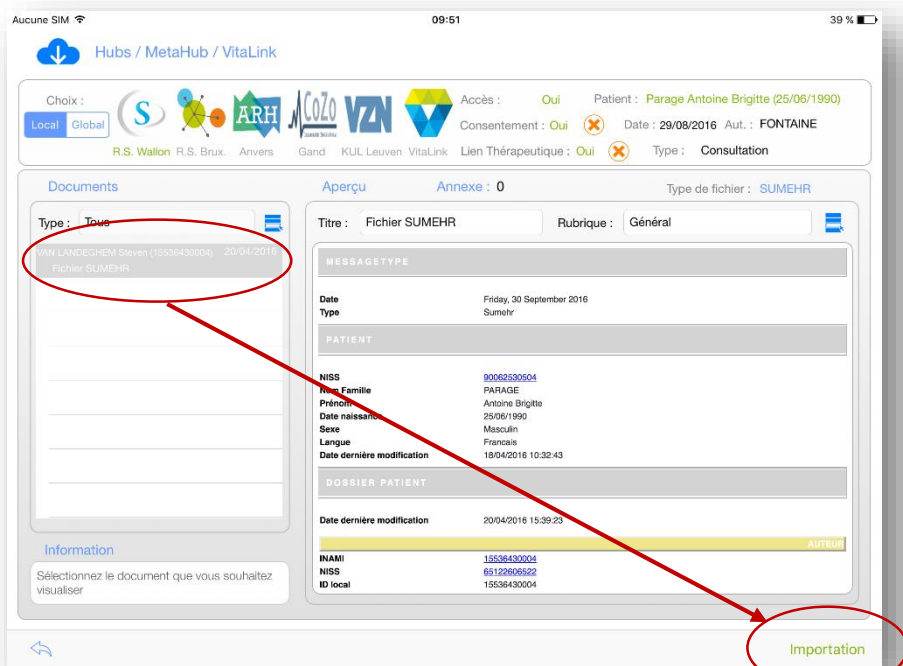 Aucune SIM 09:51 39 %
Hubs / MetaHub / VitaLink
Choix :
Local Global
S ARH CoZo VZN
R.S. Wallon R.S. Brux. Anvers Gand KUL Leuven VitaLink
Accès : Oui Patient : Parage Antoine Brigitte (25/06/1990)
Consentement : Oui Date : 29/08/2016 Aut. : FONTAINE
Lien Thérapeutique : Oui Type : Consultation
Documents
Type : Tous
VAN LANDEGHEM Steven (15536430004) 20/04/2016
Fichier SUMEHR
Information
Sélectionnez le document que vous souhaitez
visualiser
Aperçu Annexe : 0 Type de fichier : SUMEHR
Titre : Fichier SUMEHR Rubrique : Général
MESSAGETYPE
Date Friday, 30 September 2016
Type Sumehr
PATIENT
NISS 90062530504
Nom Famille PARAGE
Prénom Antoine Brigitte
Date naissance 25/06/1990
Sexe Masculin
Langue Francais
Date dernière modification 18/04/2016 10:32:43
DOSSIER PATIENT
Date dernière modification 20/04/2016 15:39:23
AUTEUR
INAMI 15536430004
NISS 65122606522
ID local 15536430004
Importation